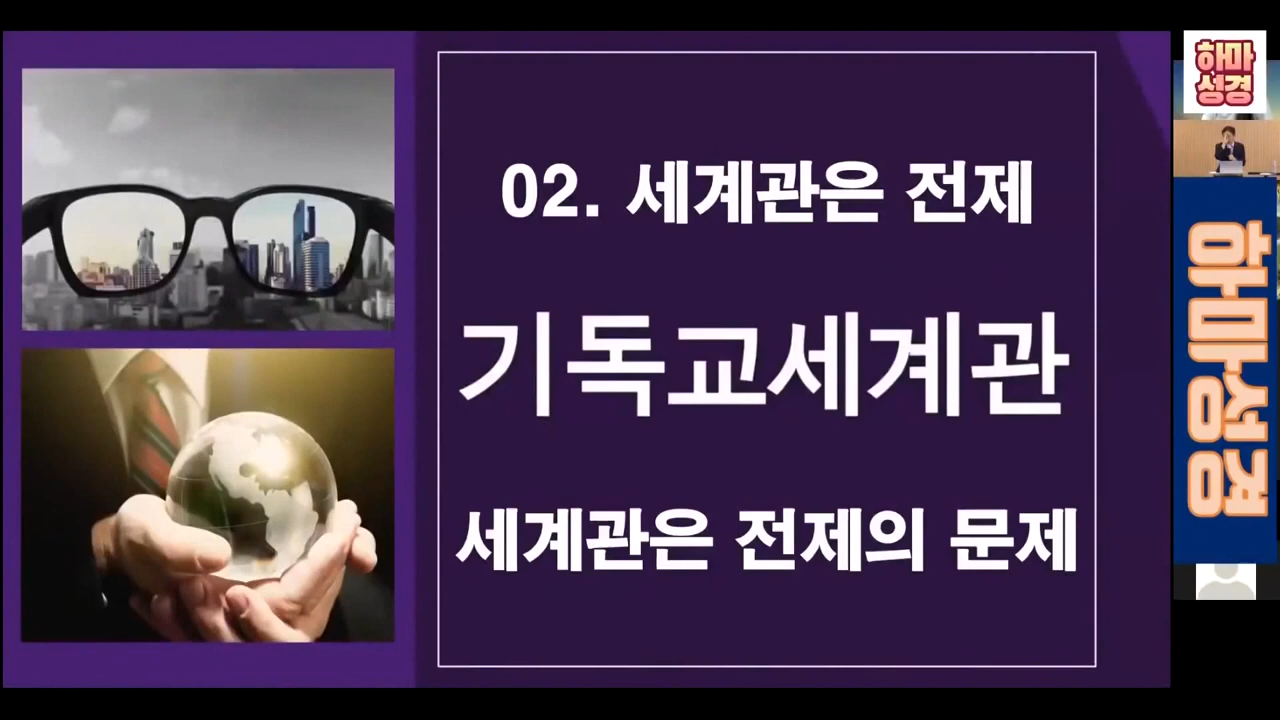 02. 세계관은 전제
기독교세계관
세계관은 전제의 문제
하마
성경
하마성경